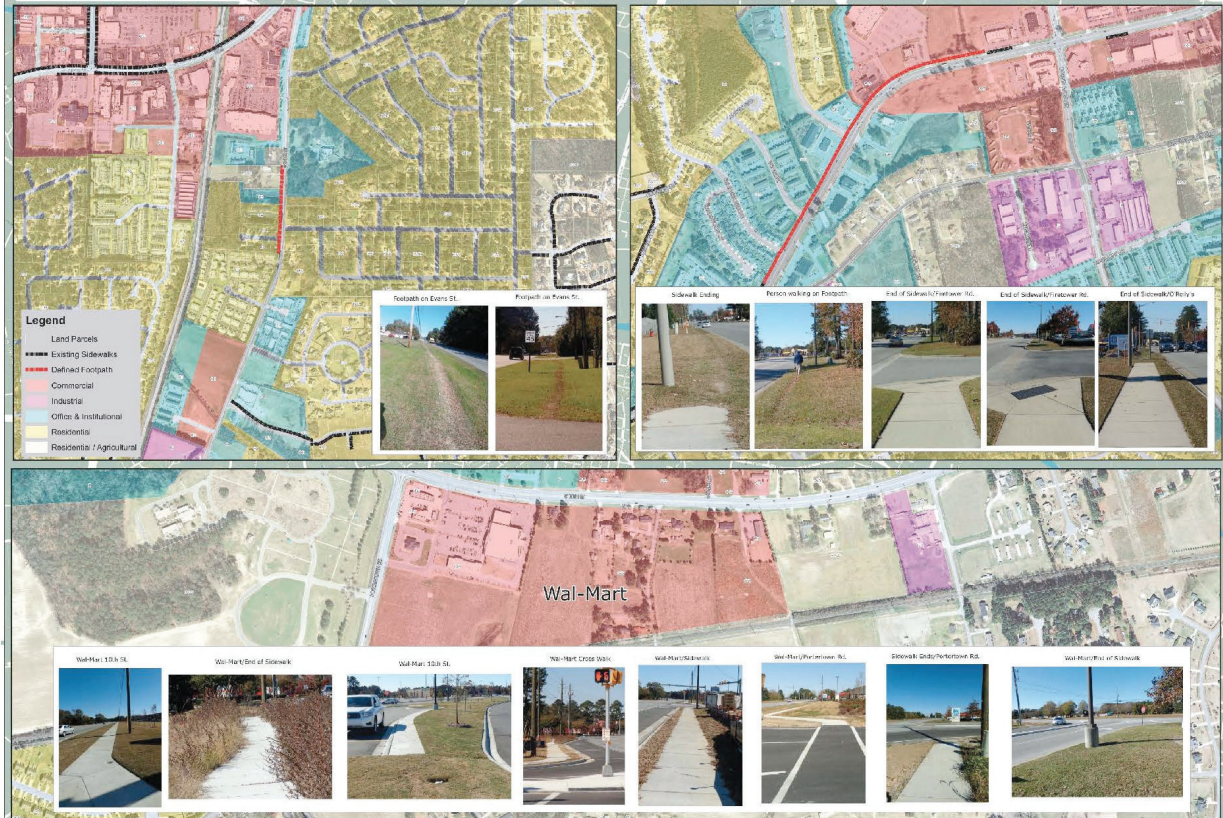 Legend
Land Parcels
Existing Sidewalks
Defined Footpath
Commercial
Industrial
Office & Institutional
Residential
Residential / Agricultural
Footpath on Evans St.
Footpath on Evans St.
SPEED
LIMIT
45
Sidewalk Ending
Person walking on Footpath
End of Sidewalk/Firetower Rd.
End of Sidewalk/Firetower Rd.
End of Sidewalk/O'Relly's
Wal-Mart
Wal-Mart 10th St.
Wal-Mart/End of Sidewalk
Wal-Mart 10th St.
Wal-Mart Cross Walk
Wal-Mart/Sidewalk
Wal-Mart/Portertown Rd.
Sidewalk Ends/Portertown Rd.
Wal-Mart/End of Sidewalk